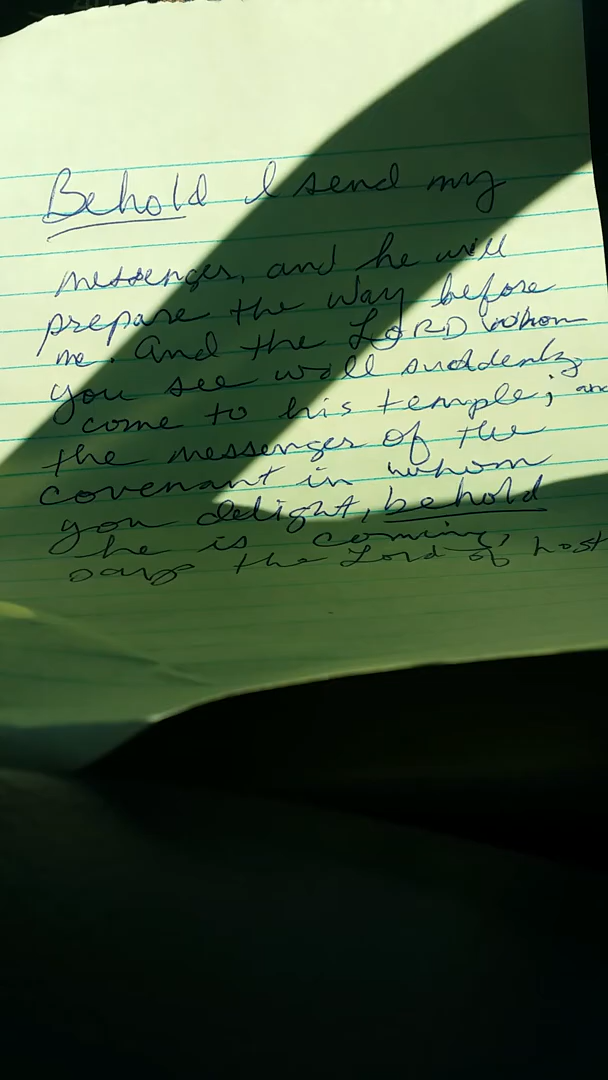 Behold I send my
messenger, and he will
prepare the way before
me. And the LORD whom
you see will suddenly
come to his temple; and
the messenger of the
covenant in whom
you delight, behold
he is coming,
says the Lord of host